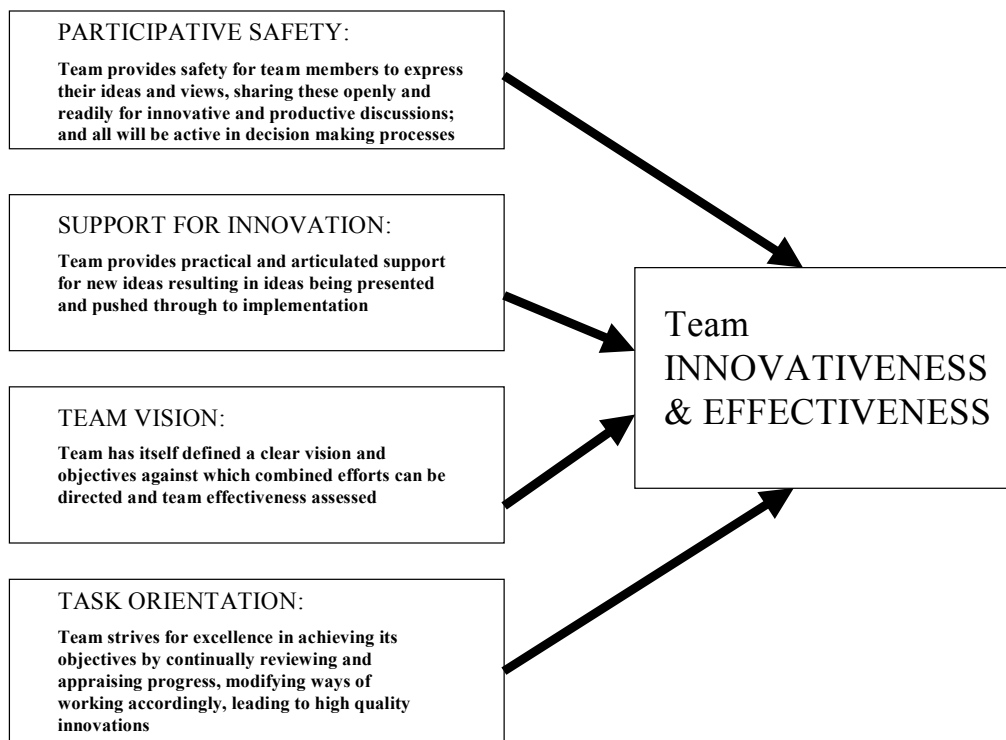 PARTICIPATIVE SAFETY:
Team provides safety for team members to express
their ideas and views, sharing these openly and
readily for innovative and productive discussions;
and all will be active in decision making processes
SUPPORT FOR INNOVATION:
Team provides practical and articulated support
for new ideas resulting in ideas being presented
and pushed through to implementation
TEAM VISION:
Team has itself defined a clear vision and
objectives against which combined efforts can be
directed and team effectiveness assessed
TASK ORIENTATION:
Team strives for excellence in achieving its
objectives by continually reviewing and
appraising progress, modifying ways of
working accordingly, leading to high quality
innovations
Team
INNOVATIVENESS
& EFFECTIVENESS